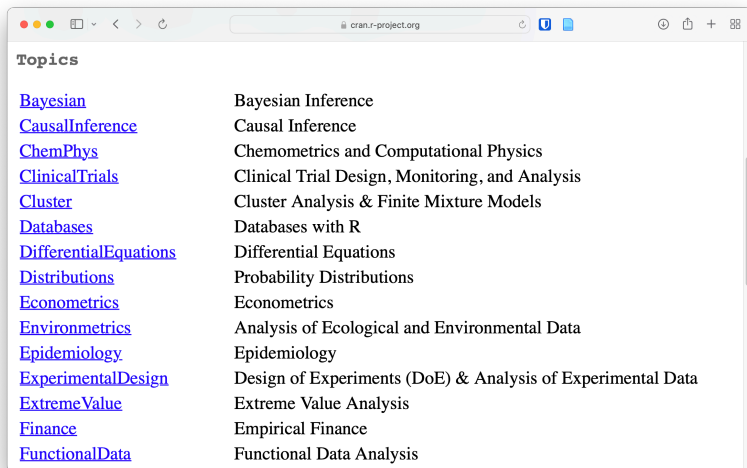 cran.r-project.org
Topics
Bayesian Bayesian Inference
CausalInference Causal Inference
ChemPhys Chemometrics and Computational Physics
ClinicalTrials Clinical Trial Design, Monitoring, and Analysis
Cluster Cluster Analysis & Finite Mixture Models
Databases Databases with R
DifferentialEquations Differential Equations
Distributions Probability Distributions
Econometrics Econometrics
Environmetrics Analysis of Ecological and Environmental Data
Epidemiology Epidemiology
ExperimentalDesign Design of Experiments (DoE) & Analysis of Experimental Data
ExtremeValue Extreme Value Analysis
Finance Empirical Finance
FunctionalData Functional Data Analysis